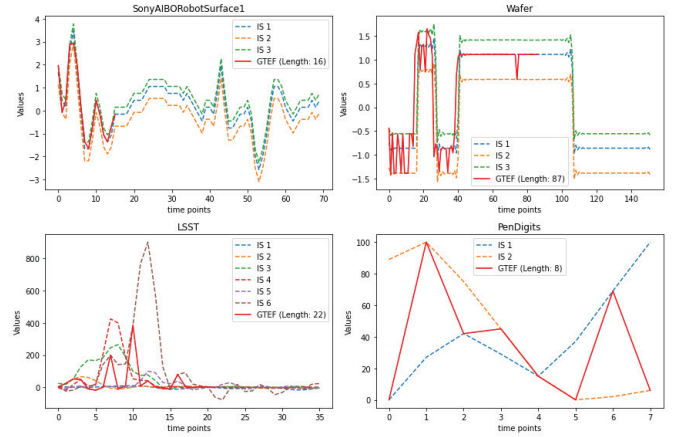 SonyAIBORobotSurface1
IS 1
IS 2
IS 3
GTEF (Length: 16)
Values
4
3
2
1
0
−1
−2
−3
0 10 20 30 40 50 60 70
time points
Wafer
IS 1
IS 2
IS 3
GTEF (Length: 87)
Values
1.5
1.0
0.5
0.0
−0.5
−1.0
−1.5
0 20 40 60 80 100 120 140
time points
LSST
IS 1
IS 2
IS 3
IS 4
IS 5
IS 6
GTEF (Length: 22)
Values
800
600
400
200
0
0 5 10 15 20 25 30 35
time points
PenDigits
IS 1
IS 2
GTEF (Length: 8)
Values
100
80
60
40
20
0
0 1 2 3 4 5 6 7
time points